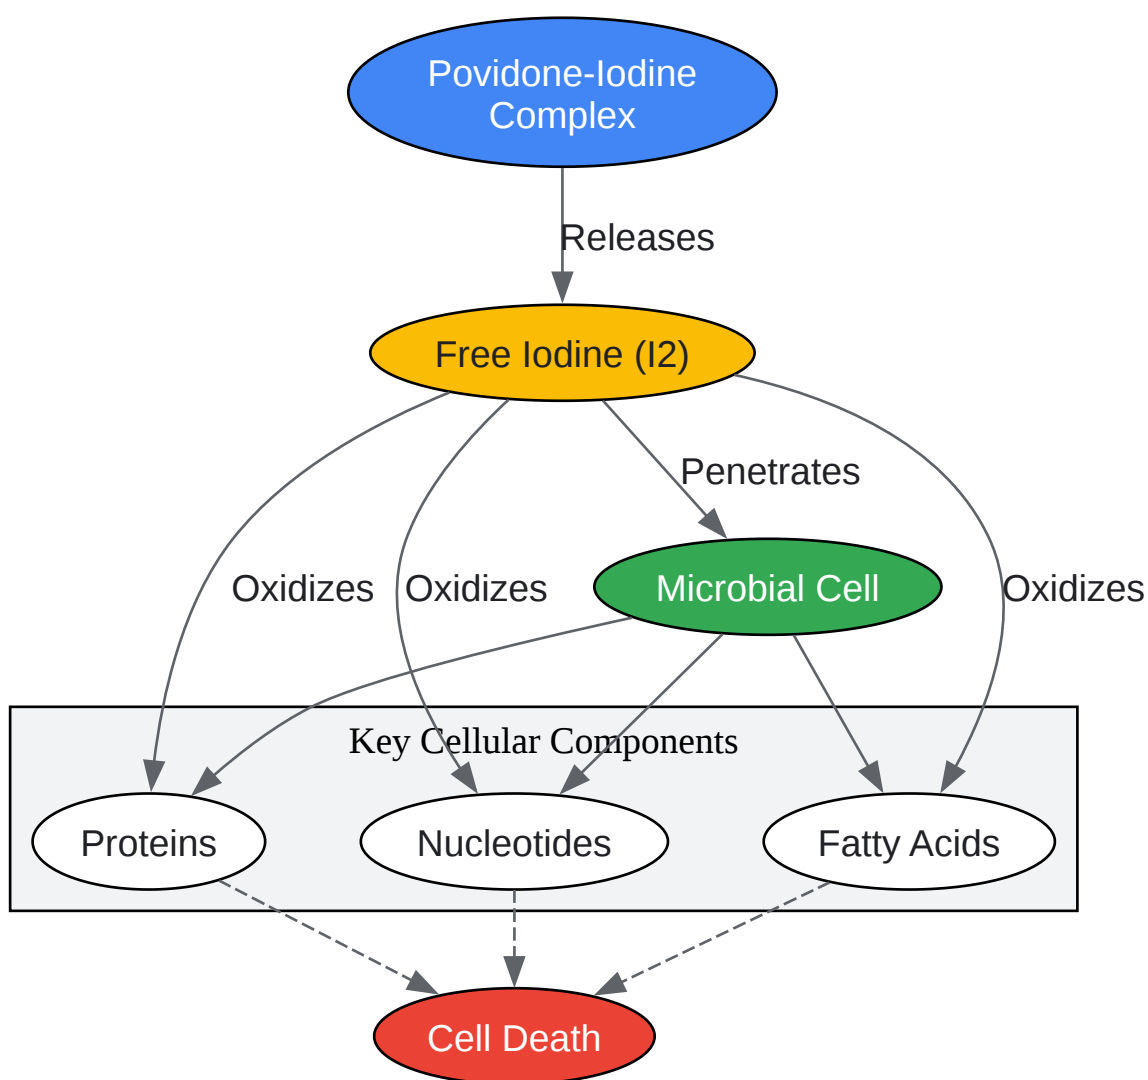 Povidone-Iodine
Complex
Releases
Free Iodine (I2)
Penetrates
Oxidizes
Oxidizes
Microbial Cell
Oxidizes
Key Cellular Components
Proteins
Nucleotides
Fatty Acids
Cell Death